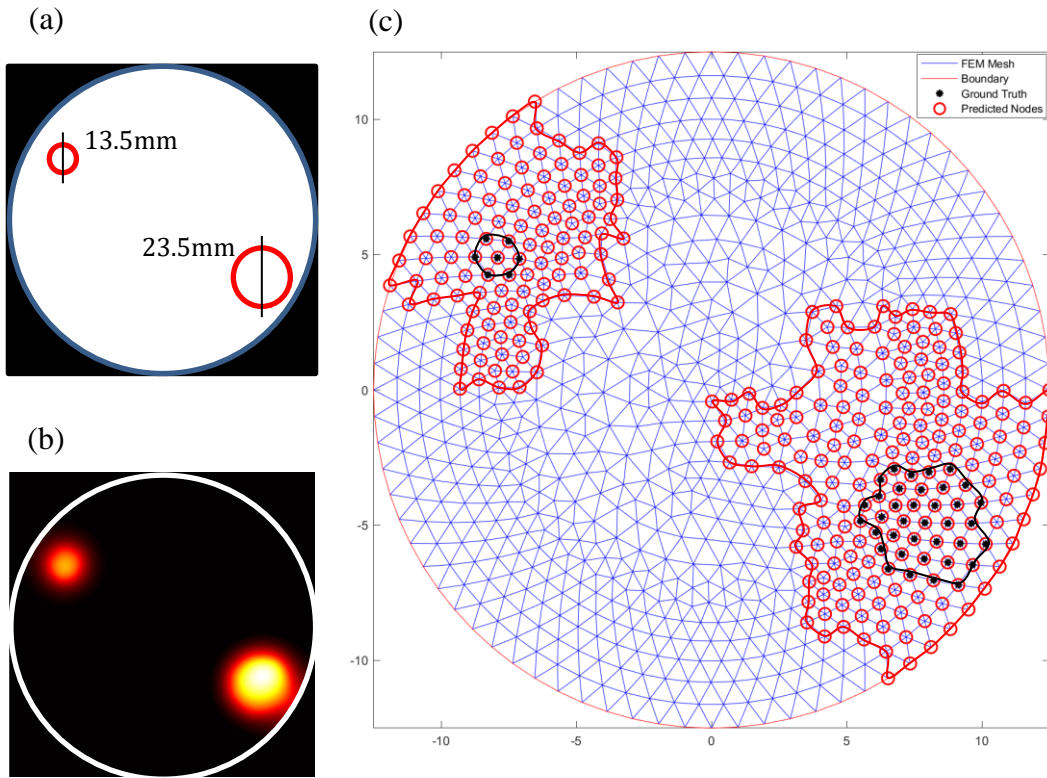 (a)
13.5mm
23.5mm
(b)
(c)
FEM Mesh
Boundary
Ground Truth
Predicted Nodes
10
5
0
-5
-10
-10
-5
0
5
10